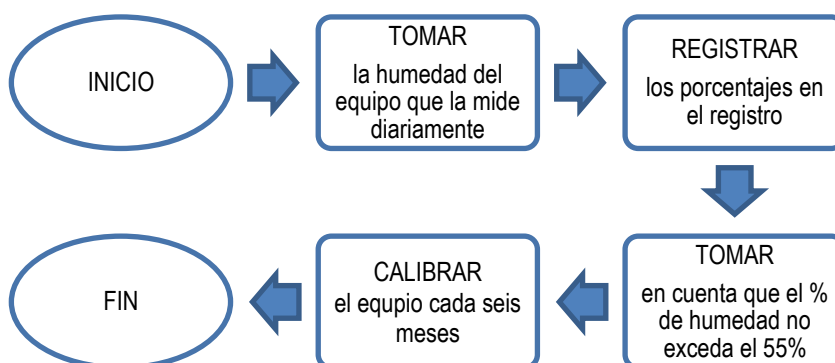 INICIO
TOMAR
la humedad del
equipo que la mide
diariamente
REGISTRAR
los porcentajes en
el registro
TOMAR
en cuenta que el %
de humedad no
exceda el 55%
CALIBRAR
el equpio cada seis
meses
FIN